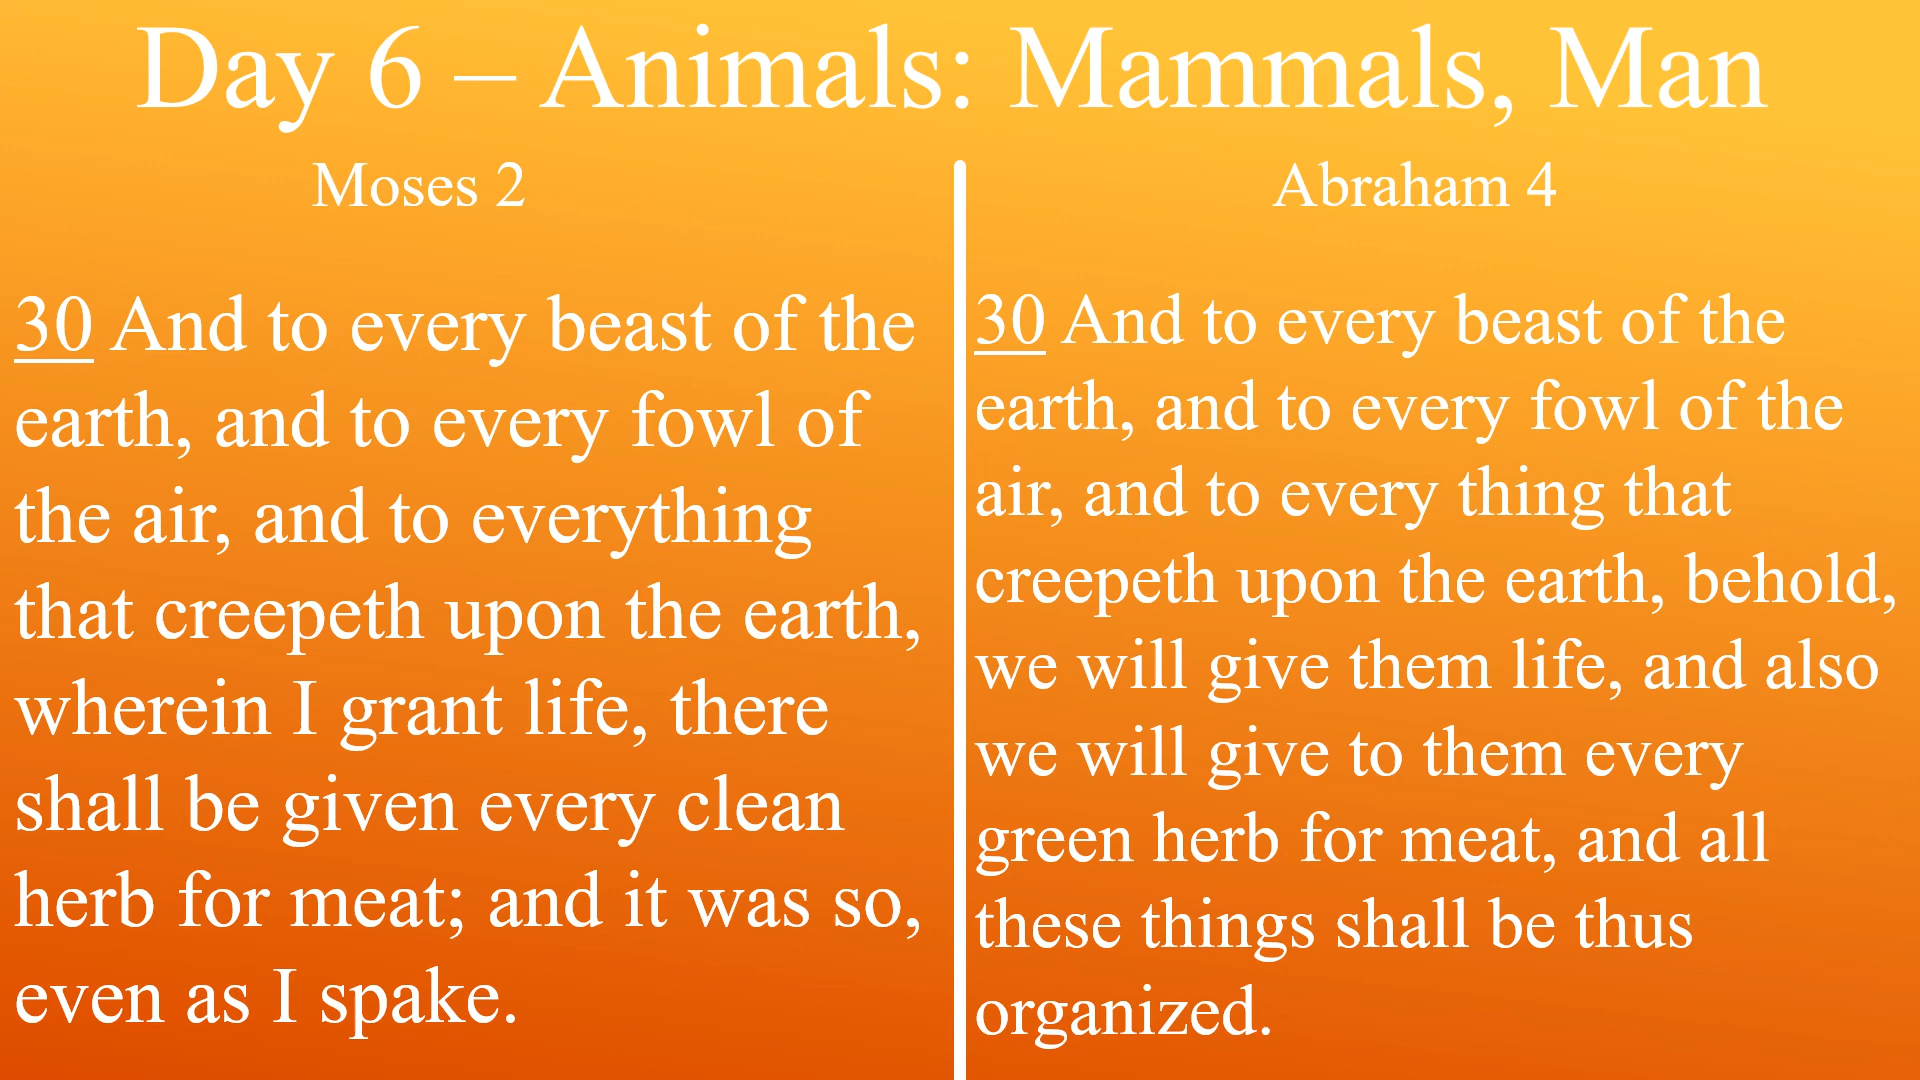 Day 6 – Animals: Mammals, Man
Moses 2
30 And to every beast of the
earth, and to every fowl of
the air, and to everything
that creepeth upon the earth,
wherein I grant life, there
shall be given every clean
herb for meat; and it was so,
even as I spake.
Abraham 4
30 And to every beast of the
earth, and to every fowl of the
air, and to every thing that
creepeth upon the earth, behold,
we will give them life, and also
we will give to them every
green herb for meat, and all
these things shall be thus
organized.